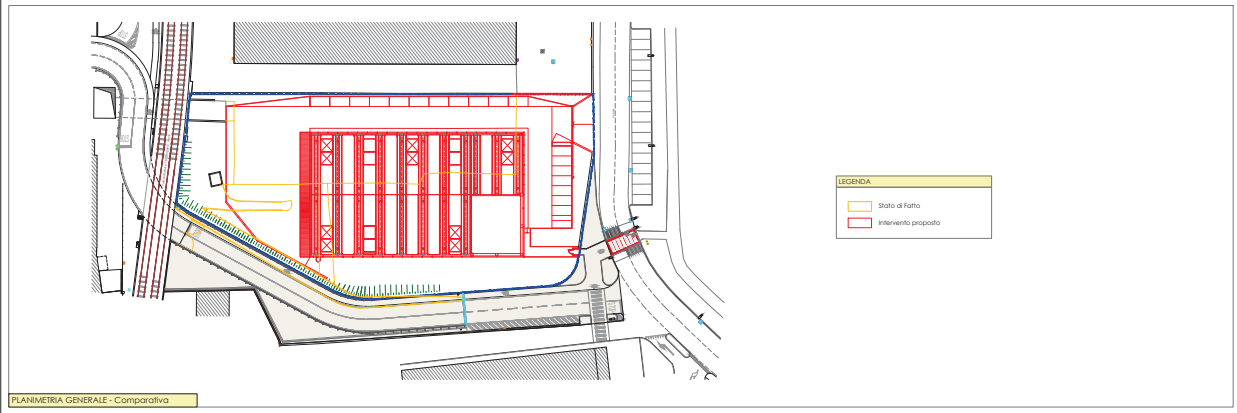 LEGENDA
Stato di Fatto
Intervento proposto
PLANIMETRIA GENERALE - Comparativa